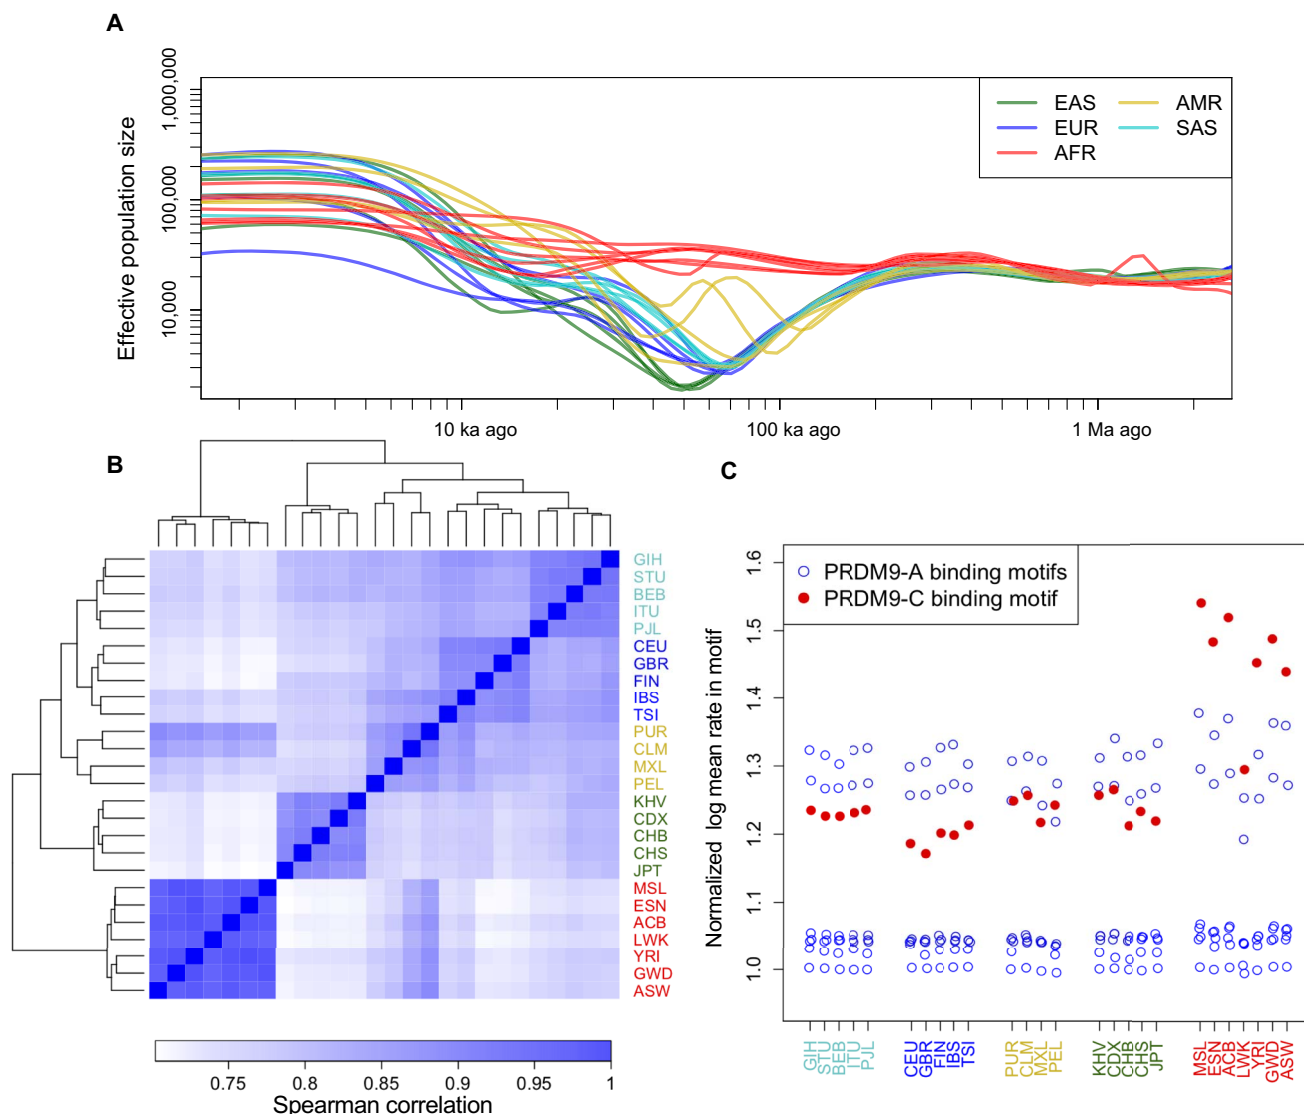 A
Effective population size
1,000,000
100,000
10,000
EAS
EUR
AFR
AMR
SAS
10 ka ago
100 ka ago
1 Ma ago
B
GIH
STU
BEB
ITU
PJL
CEU
GBR
FIN
IBS
TSI
PUR
CLM
MXL
PEL
KHV
CDX
CHB
CHS
JPT
MSL
ESN
ACB
LWK
YRI
GWD
ASW
0.75
0.8
0.85
0.9
0.95
1
Spearman correlation
C
Normalized log mean rate in motif
1.6
1.5
1.4
1.3
1.2
1.1
1.0
PRDM9-A binding motifs
PRDM9-C binding motif
GIH
STU
BEB
ITU
PJL
CEU
GBR
FIN
IBS
TSI
PUR
CLM
MXL
PEL
KHV
CDX
CHB
CHS
JPT
MSL
ESN
ACB
LWK
YRI
GWD
ASW